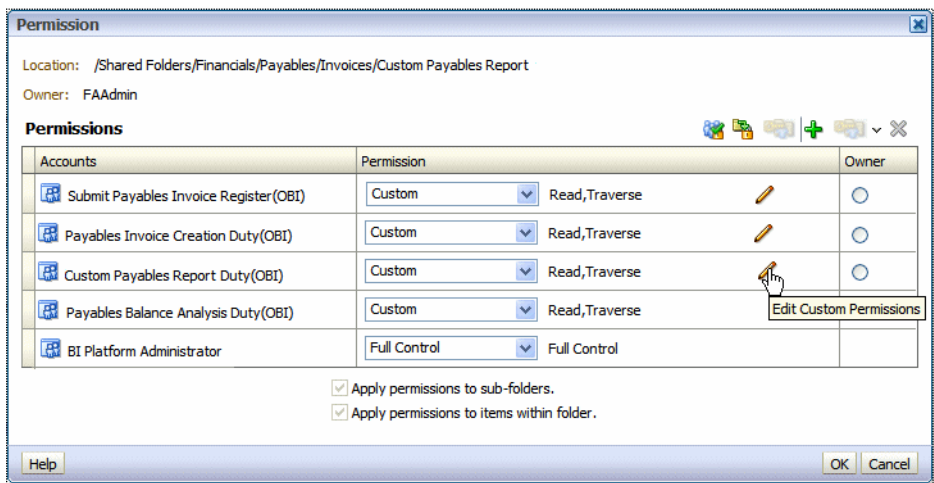 Permission
Location: /Shared Folders/Financials/Payables/Invoices/Custom Payables Report
Owner: FAAdmin
Permissions
Accounts Permission Owner
Submit Payables Invoice Register(OBI) Custom Read,Traverse
Payables Invoice Creation Duty(OBI) Custom Read,Traverse
Custom Payables Report Duty(OBI) Custom Read,Traverse
Payables Balance Analysis Duty(OBI) Custom Read,Traverse Edit Custom Permissions
BI Platform Administrator Full Control Full Control
Apply permissions to sub-folders.
Apply permissions to items within folder.
Help OK Cancel